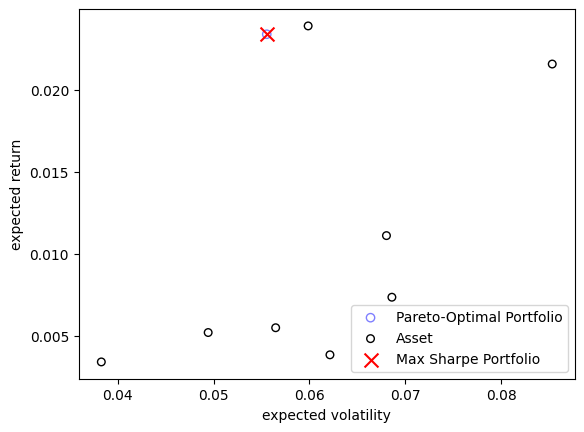 expected return
0.020
0.015
0.010
0.005
0.04
0.05
0.06
0.07
0.08
expected volatility
Pareto-Optimal Portfolio
Asset
Max Sharpe Portfolio